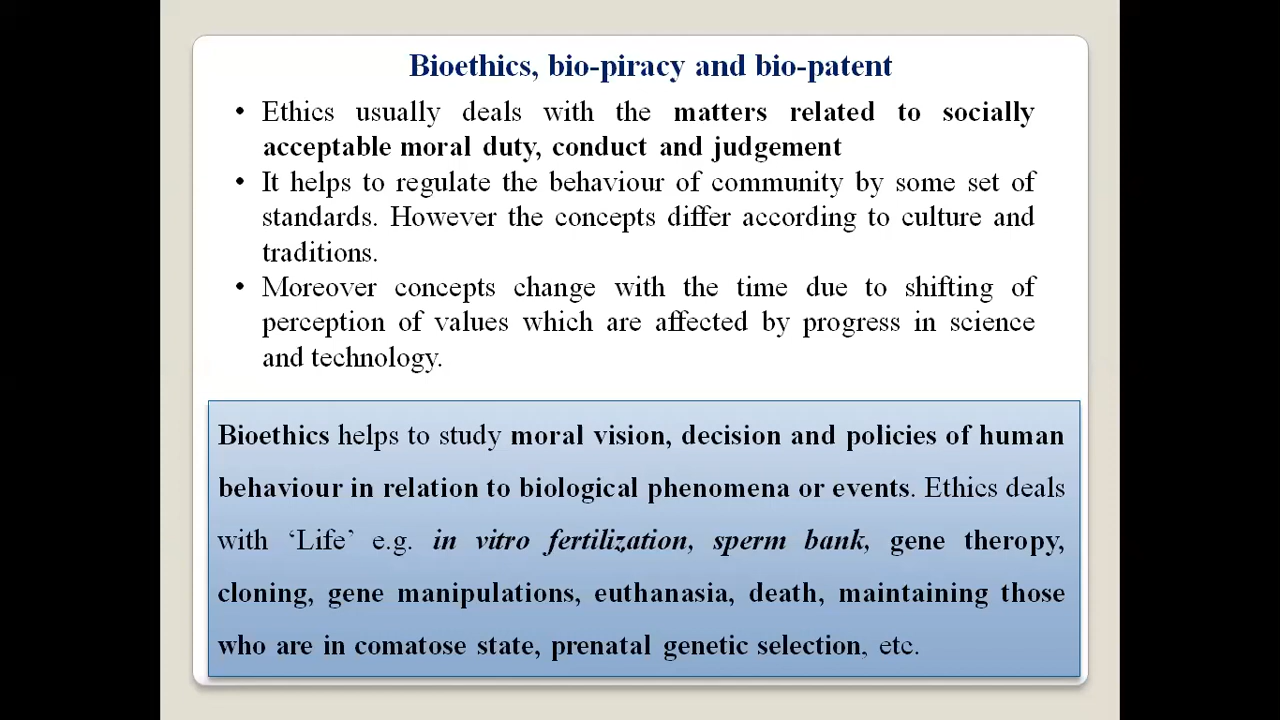 Bioethics, bio-piracy and bio-patent
• Ethics usually deals with the matters related to socially
acceptable moral duty, conduct and judgement
• It helps to regulate the behaviour of community by some set of
standards. However the concepts differ according to culture and
traditions.
• Moreover concepts change with the time due to shifting of
perception of values which are affected by progress in science
and technology.
Bioethics helps to study moral vision, decision and policies of human
behaviour in relation to biological phenomena or events. Ethics deals
with ‘Life’ e.g. in vitro fertilization, sperm bank, gene theropy,
cloning, gene manipulations, euthanasia, death, maintaining those
who are in comatose state, prenatal genetic selection, etc.